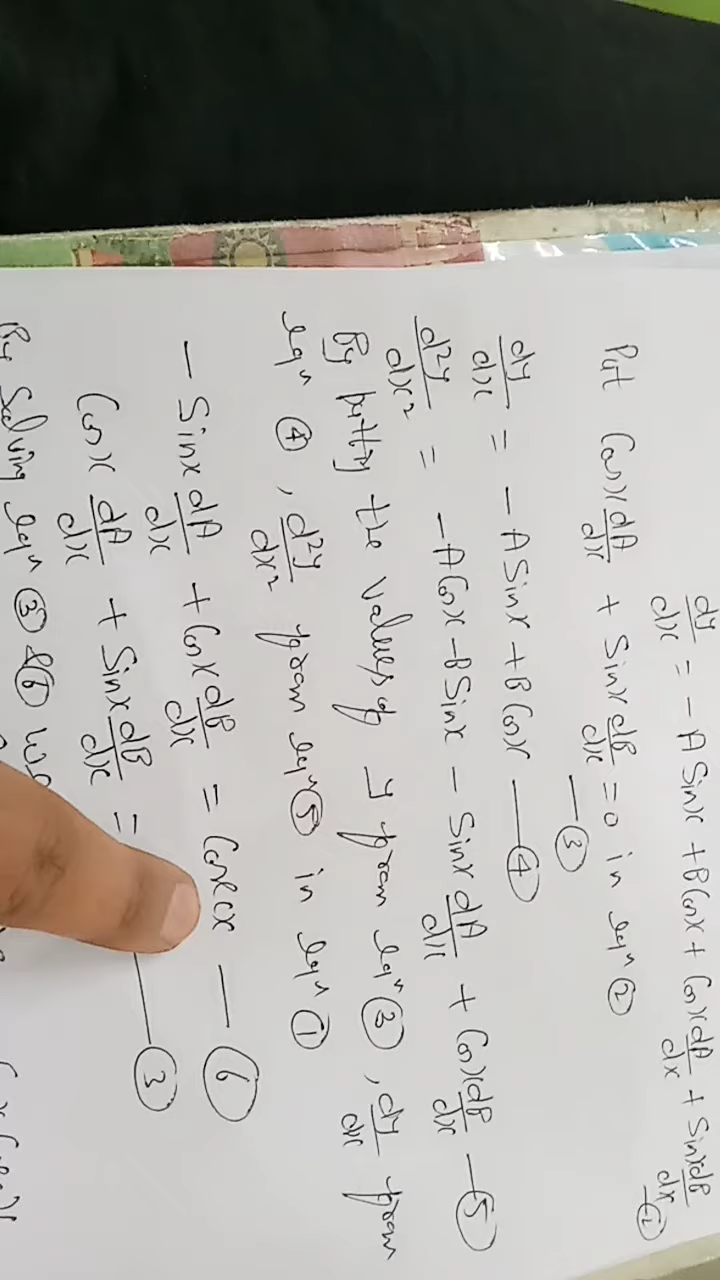 dy/dx = - A Sinx + B Cosx + Cosx dA/dx + Sinx dB/dx —②
Put Cosx dA/dx + Sinx dB/dx = 0 in eqⁿ ②
—③
dy/dx = - A Sinx + B Cosx —④
d²y/dx² = - A Cosx - B Sinx - Sinx dA/dx + Cosx dB/dx —⑤
By putting the values of y from eqⁿ ③, dy/dx from
eqⁿ ④, d²y/dx² from eqⁿ ⑤ in eqⁿ ①
- Sinx dA/dx + Cosx dB/dx = Cosecx — ⑥
Cosx dA/dx + Sinx dB/dx = — ③
By Solving eqⁿ ③ & ⑥ we